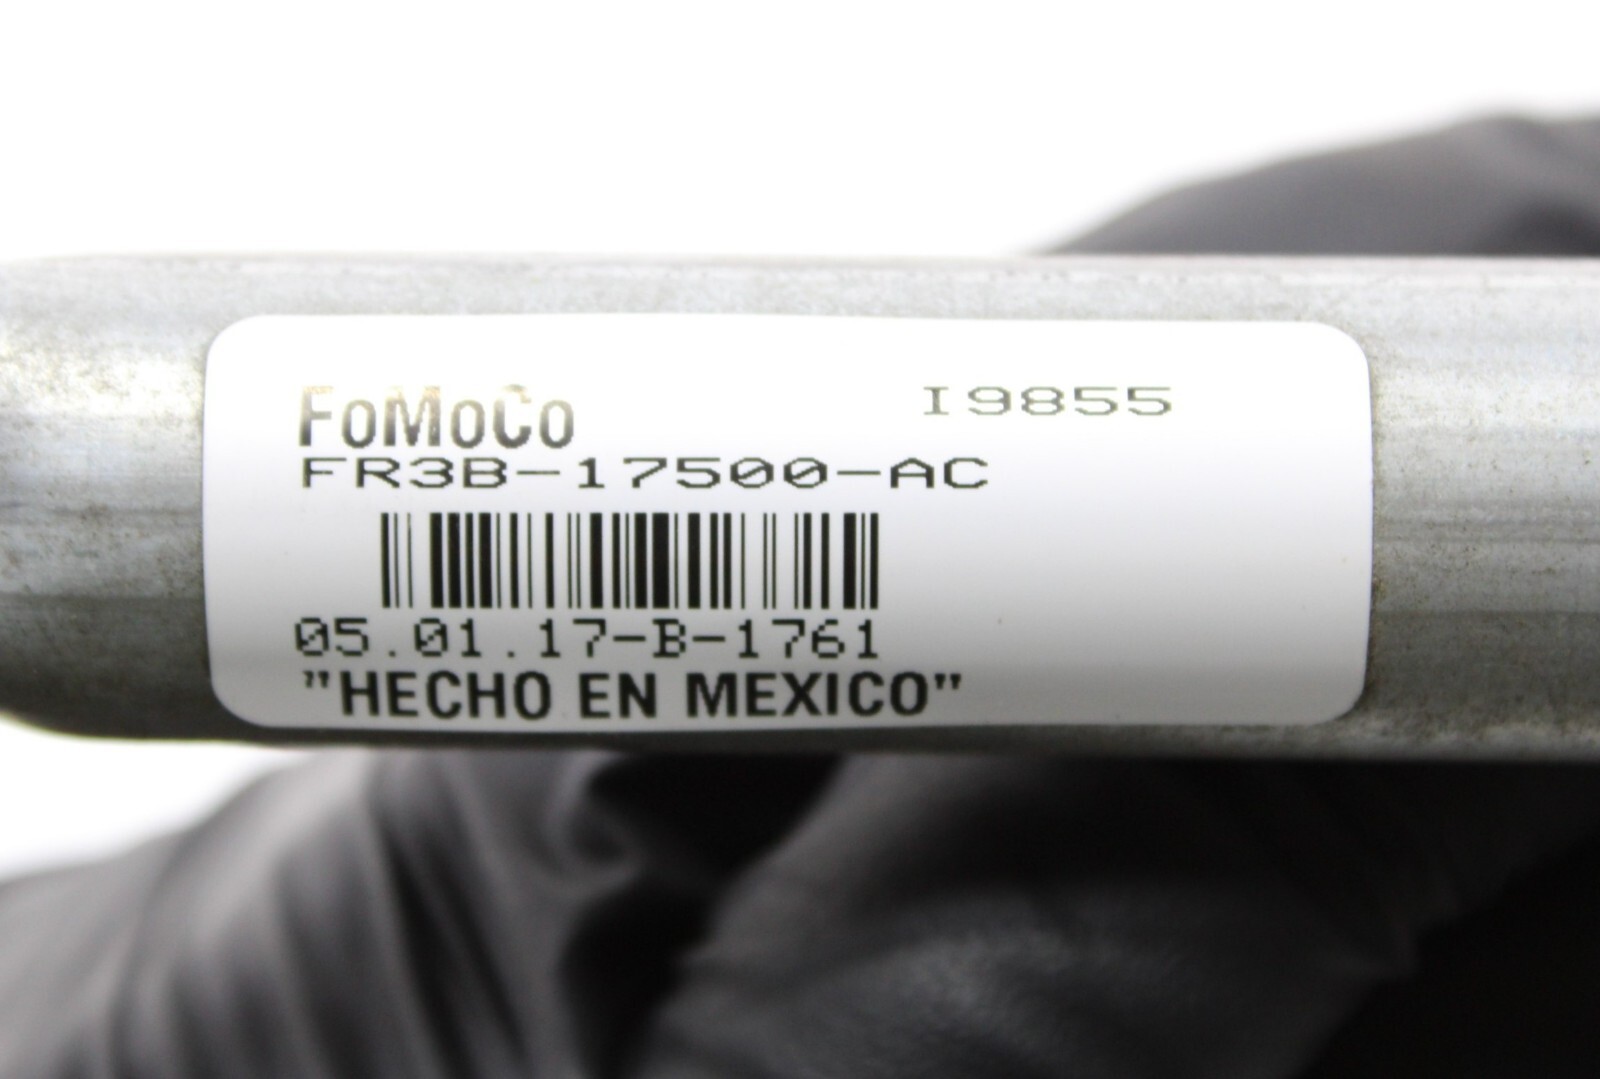 FoMoCo I9855
FR3B-17500-AC
05.01.17-B-1761
"HECHO EN MEXICO"